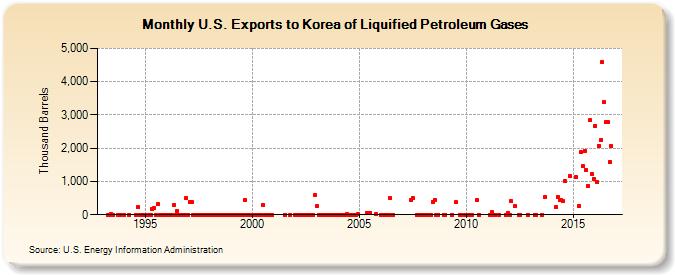 Monthly U.S. Exports to Korea of Liquified Petroleum Gases
Thousand Barrels
5,000
4,000
3,000
2,000
1,000
0
1995 2000 2005 2010 2015
Source: U.S. Energy Information Administration